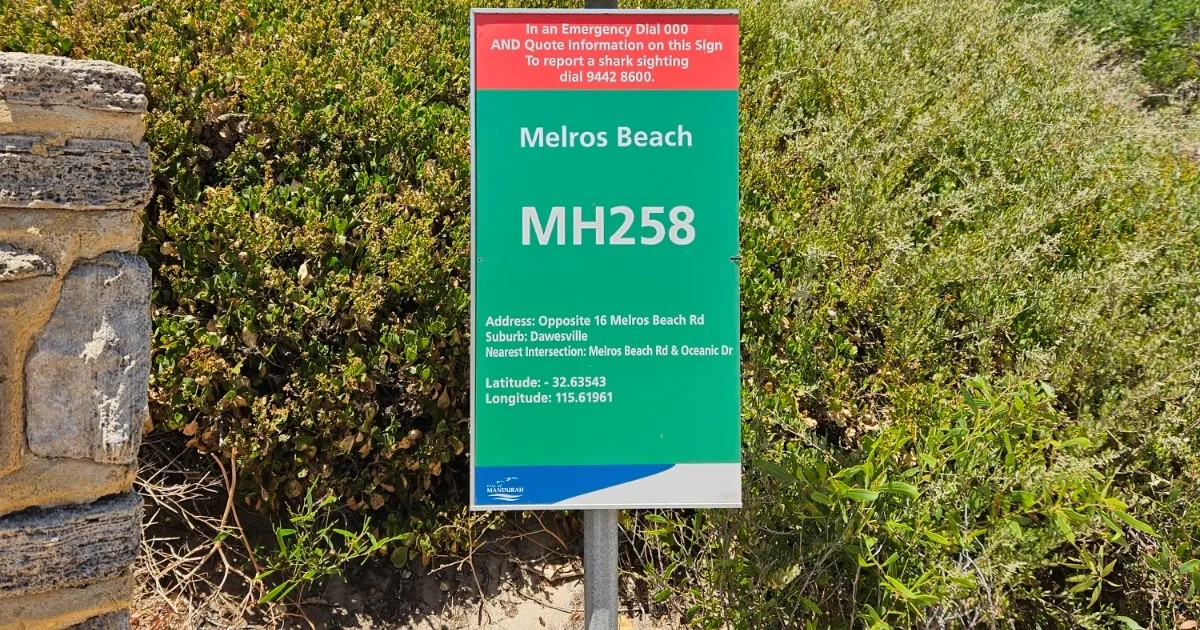 In an Emergency Dial 000
AND Quote Information on this Sign
To report a shark sighting
dial 9442 8600.
Melros Beach
MH258
Address: Opposite 16 Melros Beach Rd
Suburb: Dawesville
Nearest Intersection: Melros Beach Rd & Oceanic Dr
Latitude: - 32.63543
Longitude: 115.61961
City of
MANDURAH